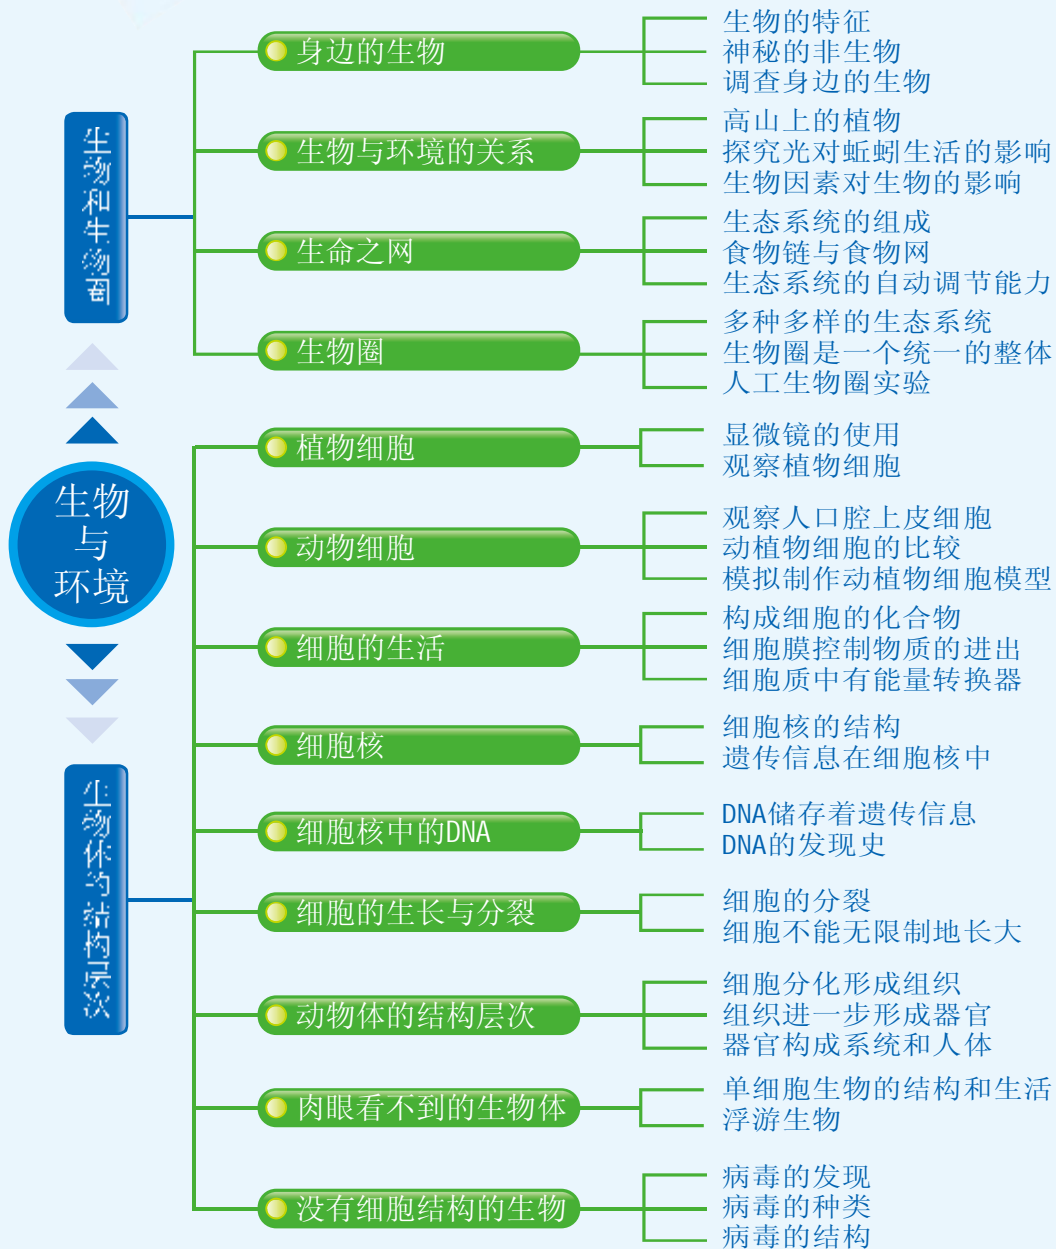 生物
与
环境
生物和生物圈
身边的生物
生物的特征
神秘的非生物
调查身边的生物
生物与环境的关系
高山上的植物
探究光对蚯蚓生活的影响
生物因素对生物的影响
生命之网
生态系统的组成
食物链与食物网
生态系统的自动调节能力
生物圈
多种多样的生态系统
生物圈是一个统一的整体
人工生物圈实验
生物体的结构层次
植物细胞
显微镜的使用
观察植物细胞
动物细胞
观察人口腔上皮细胞
动植物细胞的比较
模拟制作动植物细胞模型
细胞的生活
构成细胞的化合物
细胞膜控制物质的进出
细胞质中有能量转换器
细胞核
细胞核的结构
遗传信息在细胞核中
细胞核中的DNA
DNA储存着遗传信息
DNA的发现史
细胞的生长与分裂
细胞的分裂
细胞不能无限制地长大
动物体的结构层次
细胞分化形成组织
组织进一步形成器官
器官构成系统和人体
肉眼看不到的生物体
单细胞生物的结构和生活
浮游生物
没有细胞结构的生物
病毒的发现
病毒的种类
病毒的结构